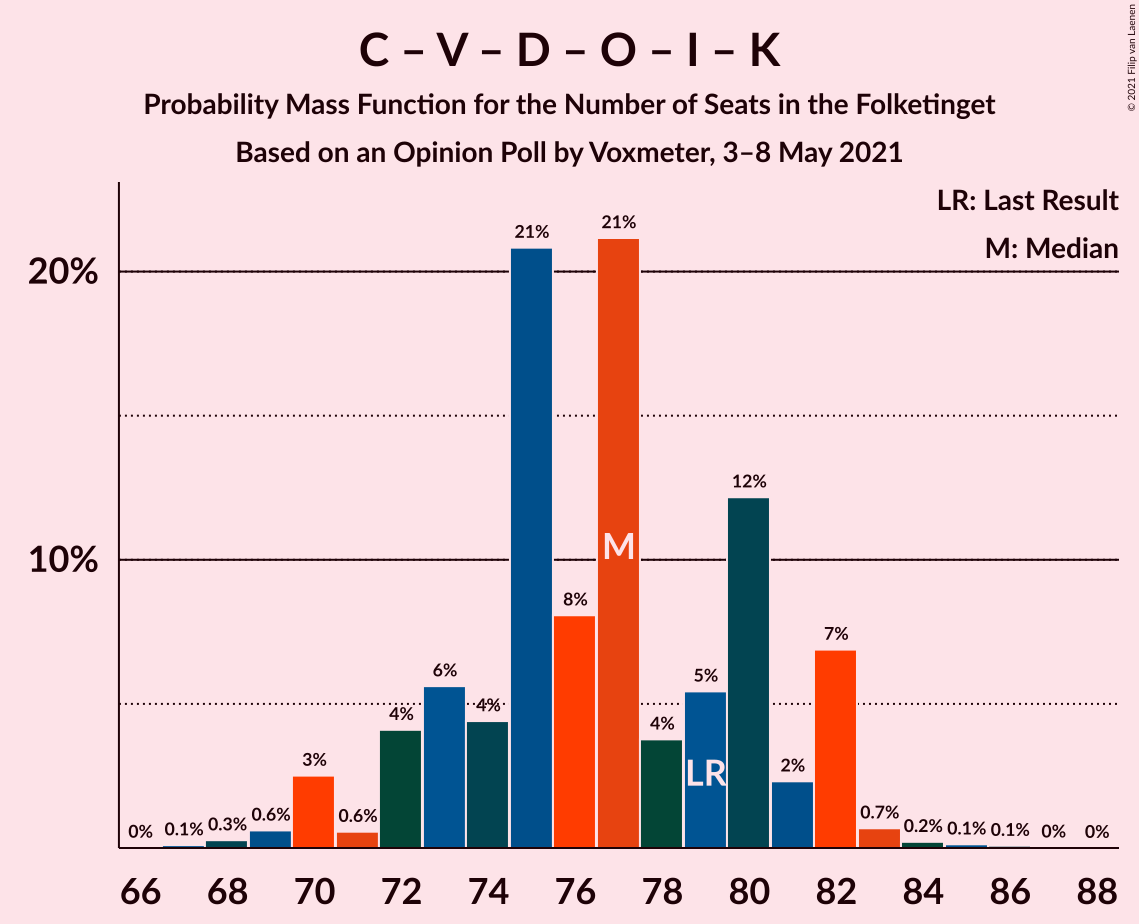 C – V – D – O – I – K
Probability Mass Function for the Number of Seats in the Folketinget
Based on an Opinion Poll by Voxmeter, 3–8 May 2021
© 2021 Filip van Laenen
LR: Last Result
M: Median
20%
10%
0%
0.1%
0.3%
0.6%
3%
0.6%
4%
6%
4%
21%
8%
21%
4%
5%
12%
2%
7%
0.7%
0.2%
0.1%
0.1%
0%
0%
M
LR
66 68 70 72 74 76 78 80 82 84 86 88